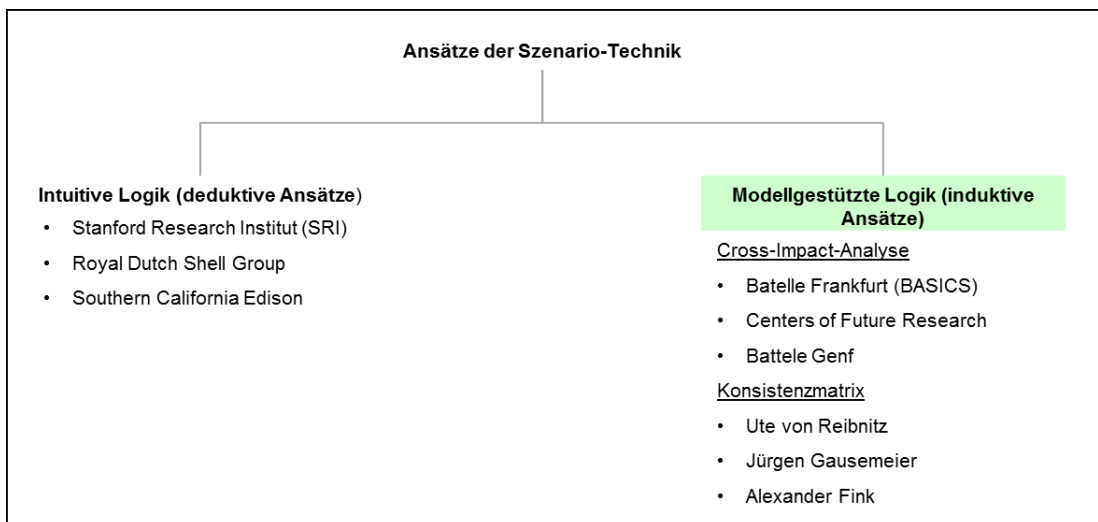 Ansätze der Szenario-Technik
Intuitive Logik (deduktive Ansätze)
• Stanford Research Institut (SRI)
• Royal Dutch Shell Group
• Southern California Edison
Modellgestützte Logik (induktive
Ansätze)
Cross-Impact-Analyse
• Batelle Frankfurt (BASICS)
• Centers of Future Research
• Battele Genf
Konsistenzmatrix
• Ute von Reibnitz
• Jürgen Gausemeier
• Alexander Fink